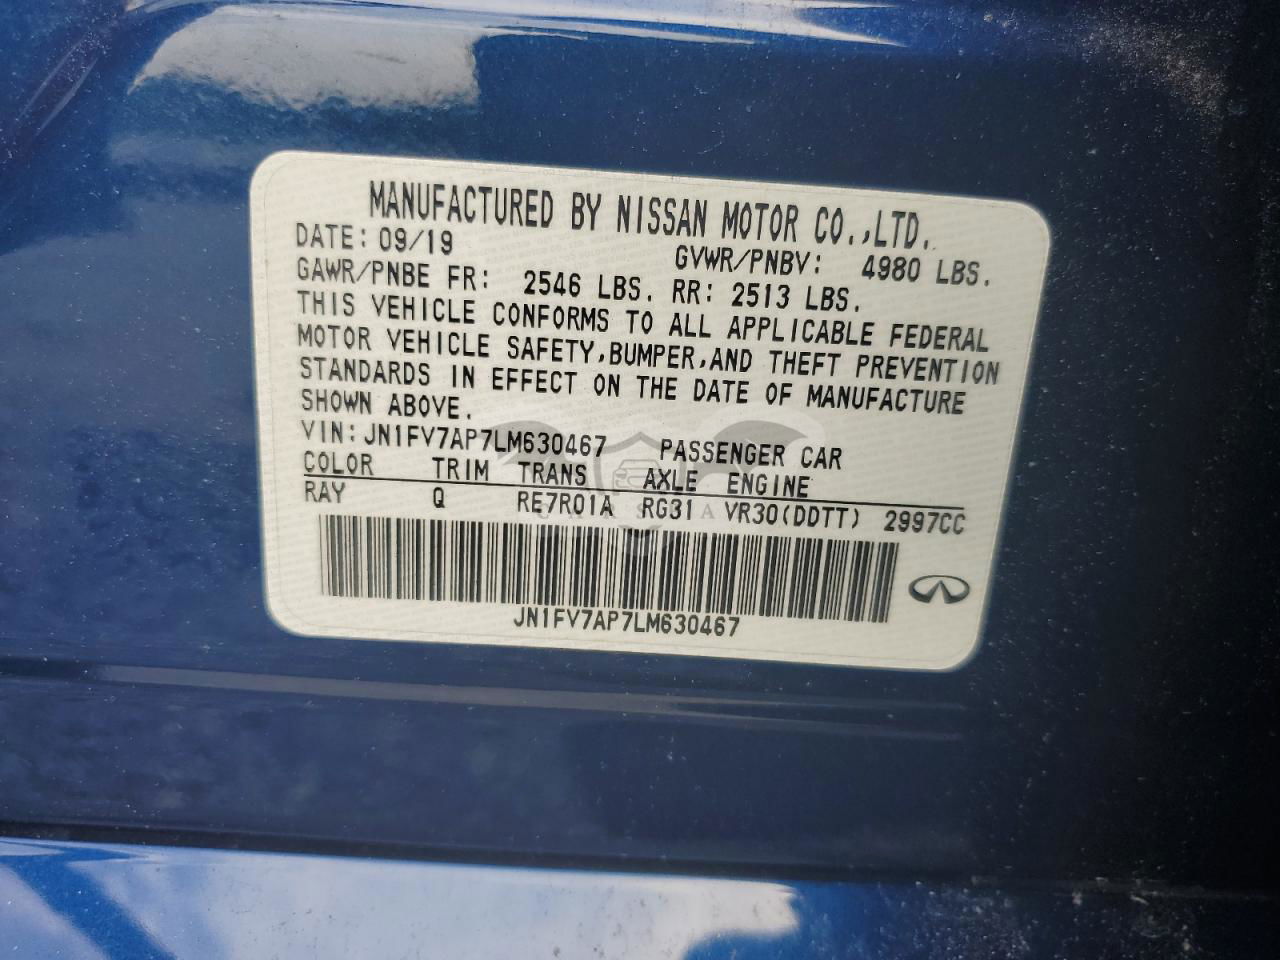 MANUFACTURED BY NISSAN MOTOR CO.,LTD.
DATE: 09/19 GVWR/PNBV: 4980 LBS.
GAWR/PNBE FR: 2546 LBS. RR: 2513 LBS.
THIS VEHICLE CONFORMS TO ALL APPLICABLE FEDERAL
MOTOR VEHICLE SAFETY,BUMPER,AND THEFT PREVENTION
STANDARDS IN EFFECT ON THE DATE OF MANUFACTURE
SHOWN ABOVE.
VIN: JN1FV7AP7LM630467 PASSENGER CAR
COLOR TRIM TRANS AXLE ENGINE
RAY Q RE7R01A RG31 VR30(DDTT) 2997CC
JN1FV7AP7LM630467